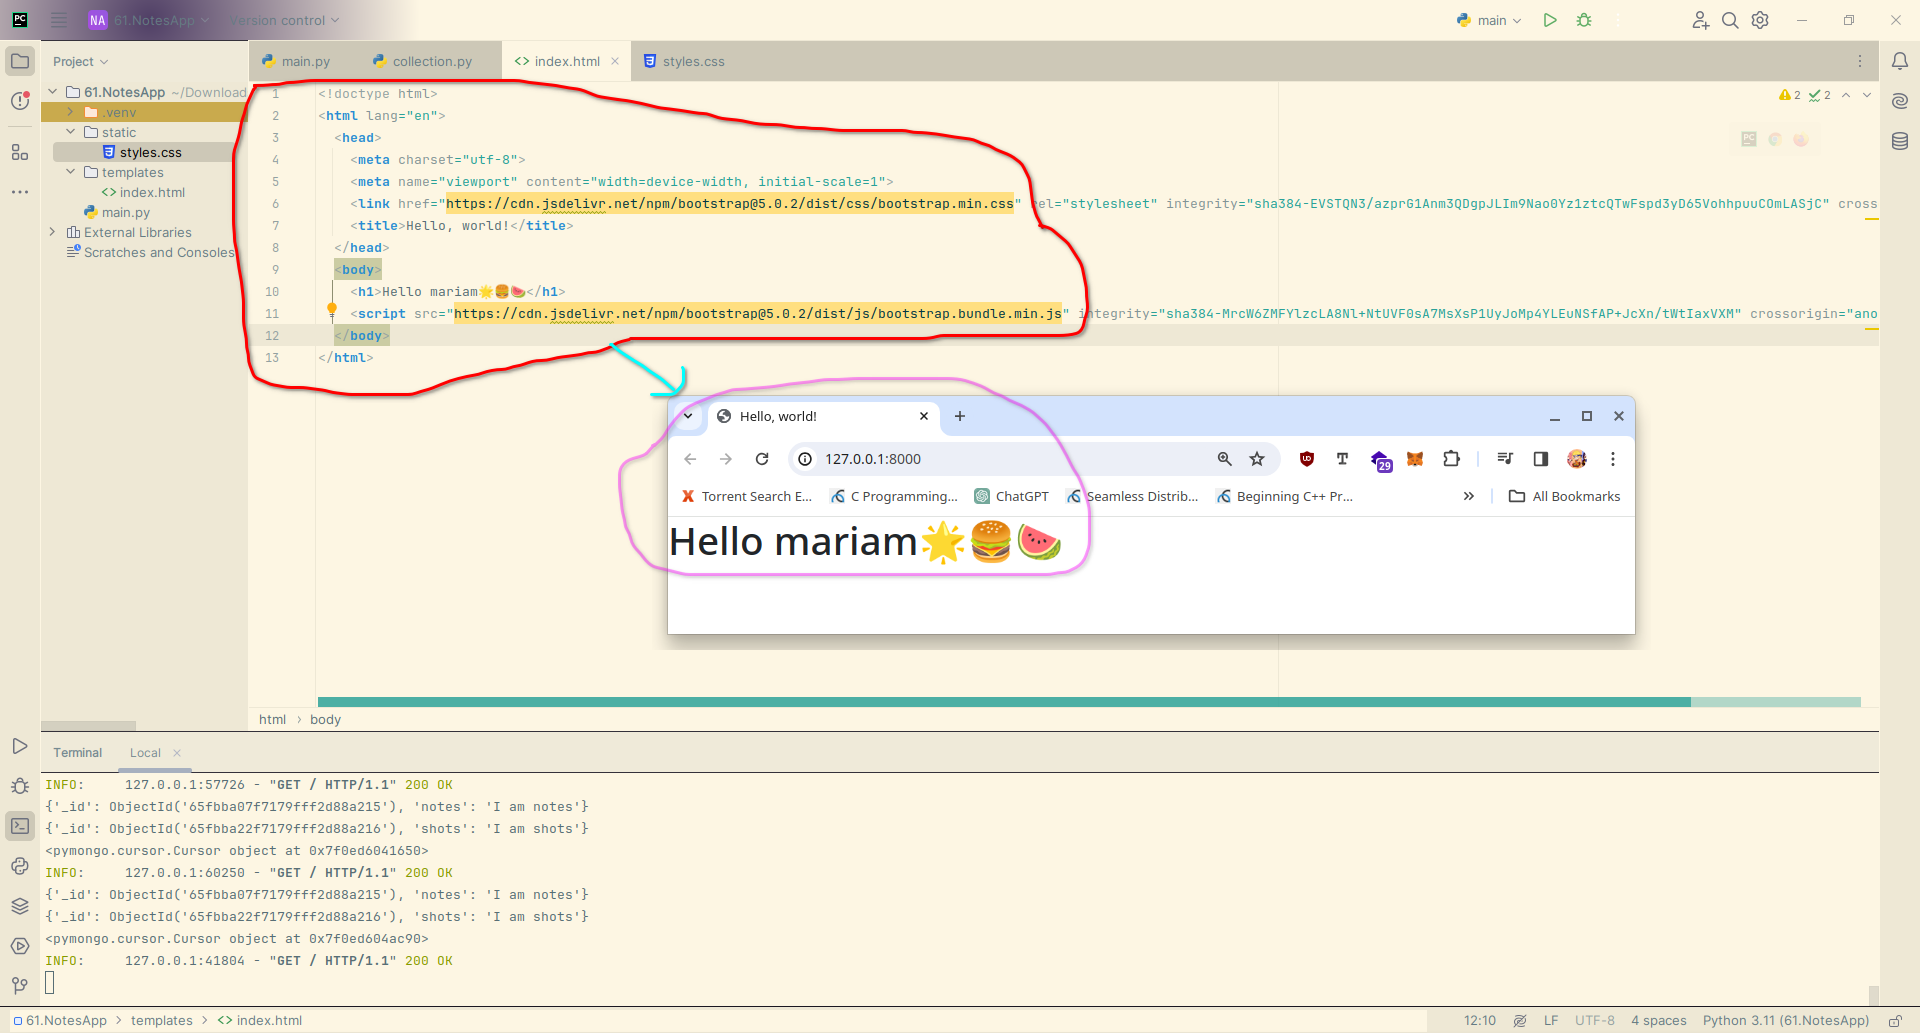 PC NA 61.NotesApp Version control main
Project
main.py collection.py index.html styles.css
61.NotesApp ~/Download
.venv
static
styles.css
templates
index.html
main.py
External Libraries
Scratches and Consoles
2 2
1 <!doctype html>
2 <html lang="en">
3 <head>
4 <meta charset="utf-8">
5 <meta name="viewport" content="width=device-width, initial-scale=1">
6 <link href="https://cdn.jsdelivr.net/npm/bootstrap@5.0.2/dist/css/bootstrap.min.css" rel="stylesheet" integrity="sha384-EVSTQN3/azprG1Anm3QDgpJLIm9Nao0Yz1ztcQTwFspd3yD65VohhpuuCOmLASjC" cross
7 <title>Hello, world!</title>
8 </head>
9 <body>
10 <h1>Hello mariam🌟🍔🍉</h1>
11 <script src="https://cdn.jsdelivr.net/npm/bootstrap@5.0.2/dist/js/bootstrap.bundle.min.js" integrity="sha384-MrcW6ZMFYlzcLA8Nl+NtUVF0sA7MsXsP1UyJoMp4YLEuNSfAP+JcXn/tWtIaxVXM" crossorigin="ano
12 </body>
13 </html>
Hello, world!
127.0.0.1:8000
29
Torrent Search E... C Programming... ChatGPT Seamless Distrib... Beginning C++ Pr... » All Bookmarks
Hello mariam🌟🍔🍉
html › body
Terminal Local
INFO: 127.0.0.1:57726 - "GET / HTTP/1.1" 200 OK
{'_id': ObjectId('65fbba07f7179fff2d88a215'), 'notes': 'I am notes'}
{'_id': ObjectId('65fbba22f7179fff2d88a216'), 'shots': 'I am shots'}
<pymongo.cursor.Cursor object at 0x7f0ed6041650>
INFO: 127.0.0.1:60250 - "GET / HTTP/1.1" 200 OK
{'_id': ObjectId('65fbba07f7179fff2d88a215'), 'notes': 'I am notes'}
{'_id': ObjectId('65fbba22f7179fff2d88a216'), 'shots': 'I am shots'}
<pymongo.cursor.Cursor object at 0x7f0ed604ac90>
INFO: 127.0.0.1:41804 - "GET / HTTP/1.1" 200 OK
61.NotesApp › templates › index.html 12:10 LF UTF-8 4 spaces Python 3.11 (61.NotesApp)